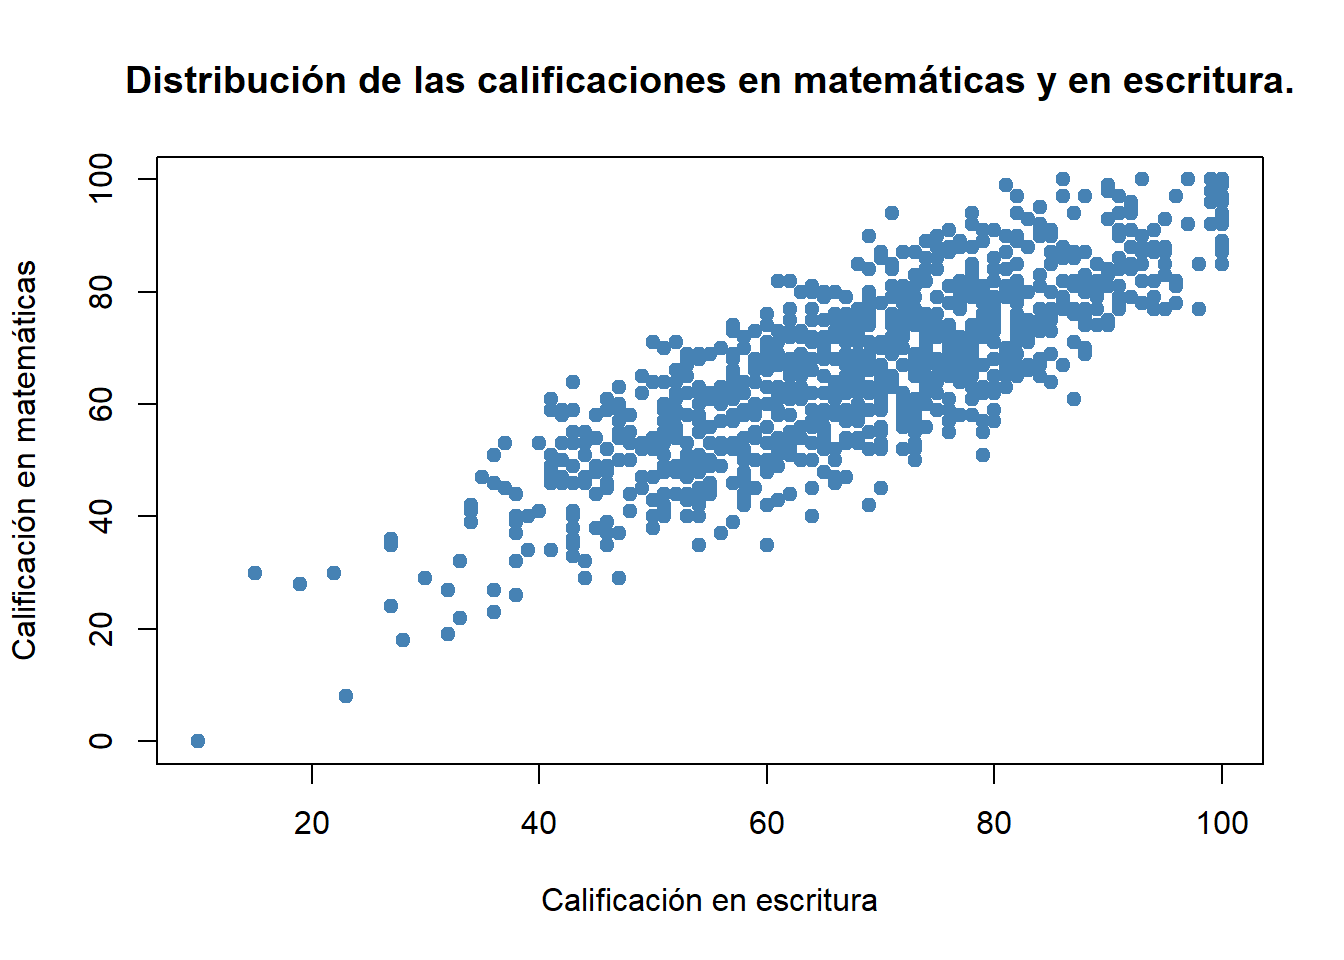 Distribución de las calificaciones en matemáticas y en escritura.
100
80
60
40
20
0
Calificación en matemáticas
20 40 60 80 100
Calificación en escritura